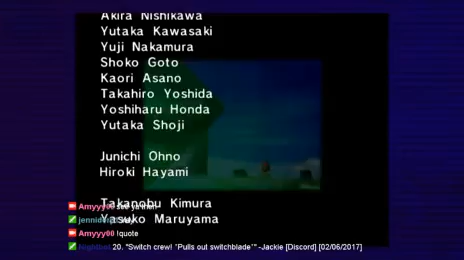 Akira Nishikawa
Yutaka Kawasaki
Yuji Nakamura
Shoko Goto
Kaori Asano
Takahiro Yoshida
Yoshiharu Honda
Yutaka Shoji
Junichi Ohno
Hiroki Hayami
Takanobu Kimura
Yasuko Maruyama
Amyyy00
Amyyy00 !quote
Nightbot 20. "Switch crew! *Pulls out switchblade*" -Jackie [Discord] [02/06/2017]